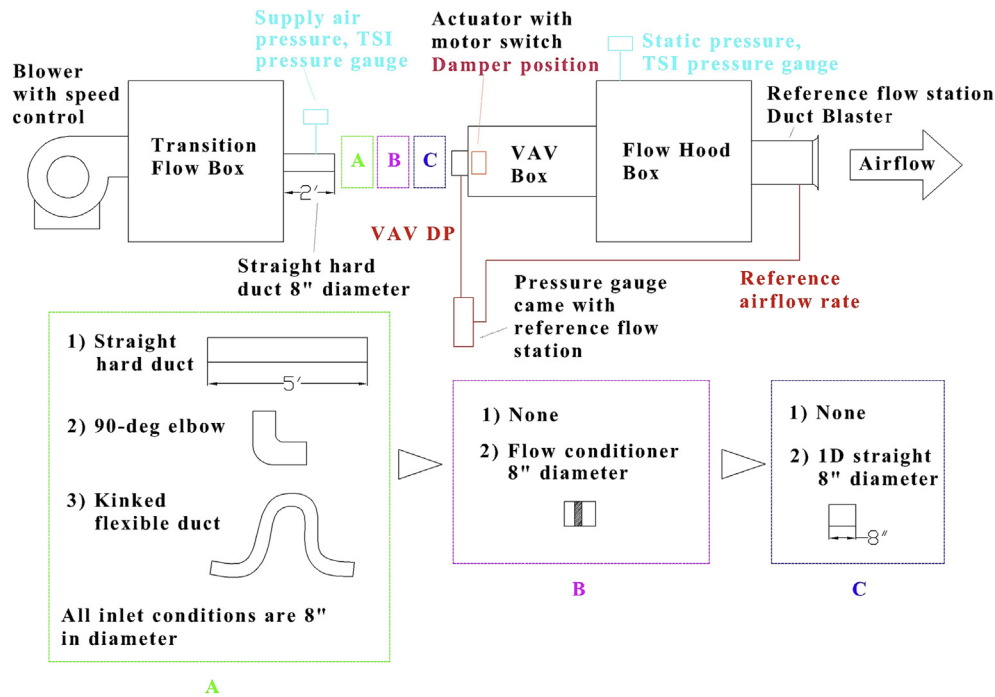 Supply air
pressure, TSI
pressure gauge
Actuator with
motor switch
Damper position
Static pressure,
TSI pressure gauge
Blower
with speed
control
Reference flow station
Duct Blaster
Transition
Flow Box
A
B
C
VAV
Box
Flow Hood
Box
Airflow
2'
VAV DP
Straight hard
duct 8" diameter
Pressure gauge
came with
reference flow
station
Reference
airflow rate
1) Straight
hard duct
5'
2) 90-deg elbow
3) Kinked
flexible duct
All inlet conditions are 8"
in diameter
A
1) None
2) Flow conditioner
8" diameter
B
1) None
2) 1D straight
8" diameter
8"
C